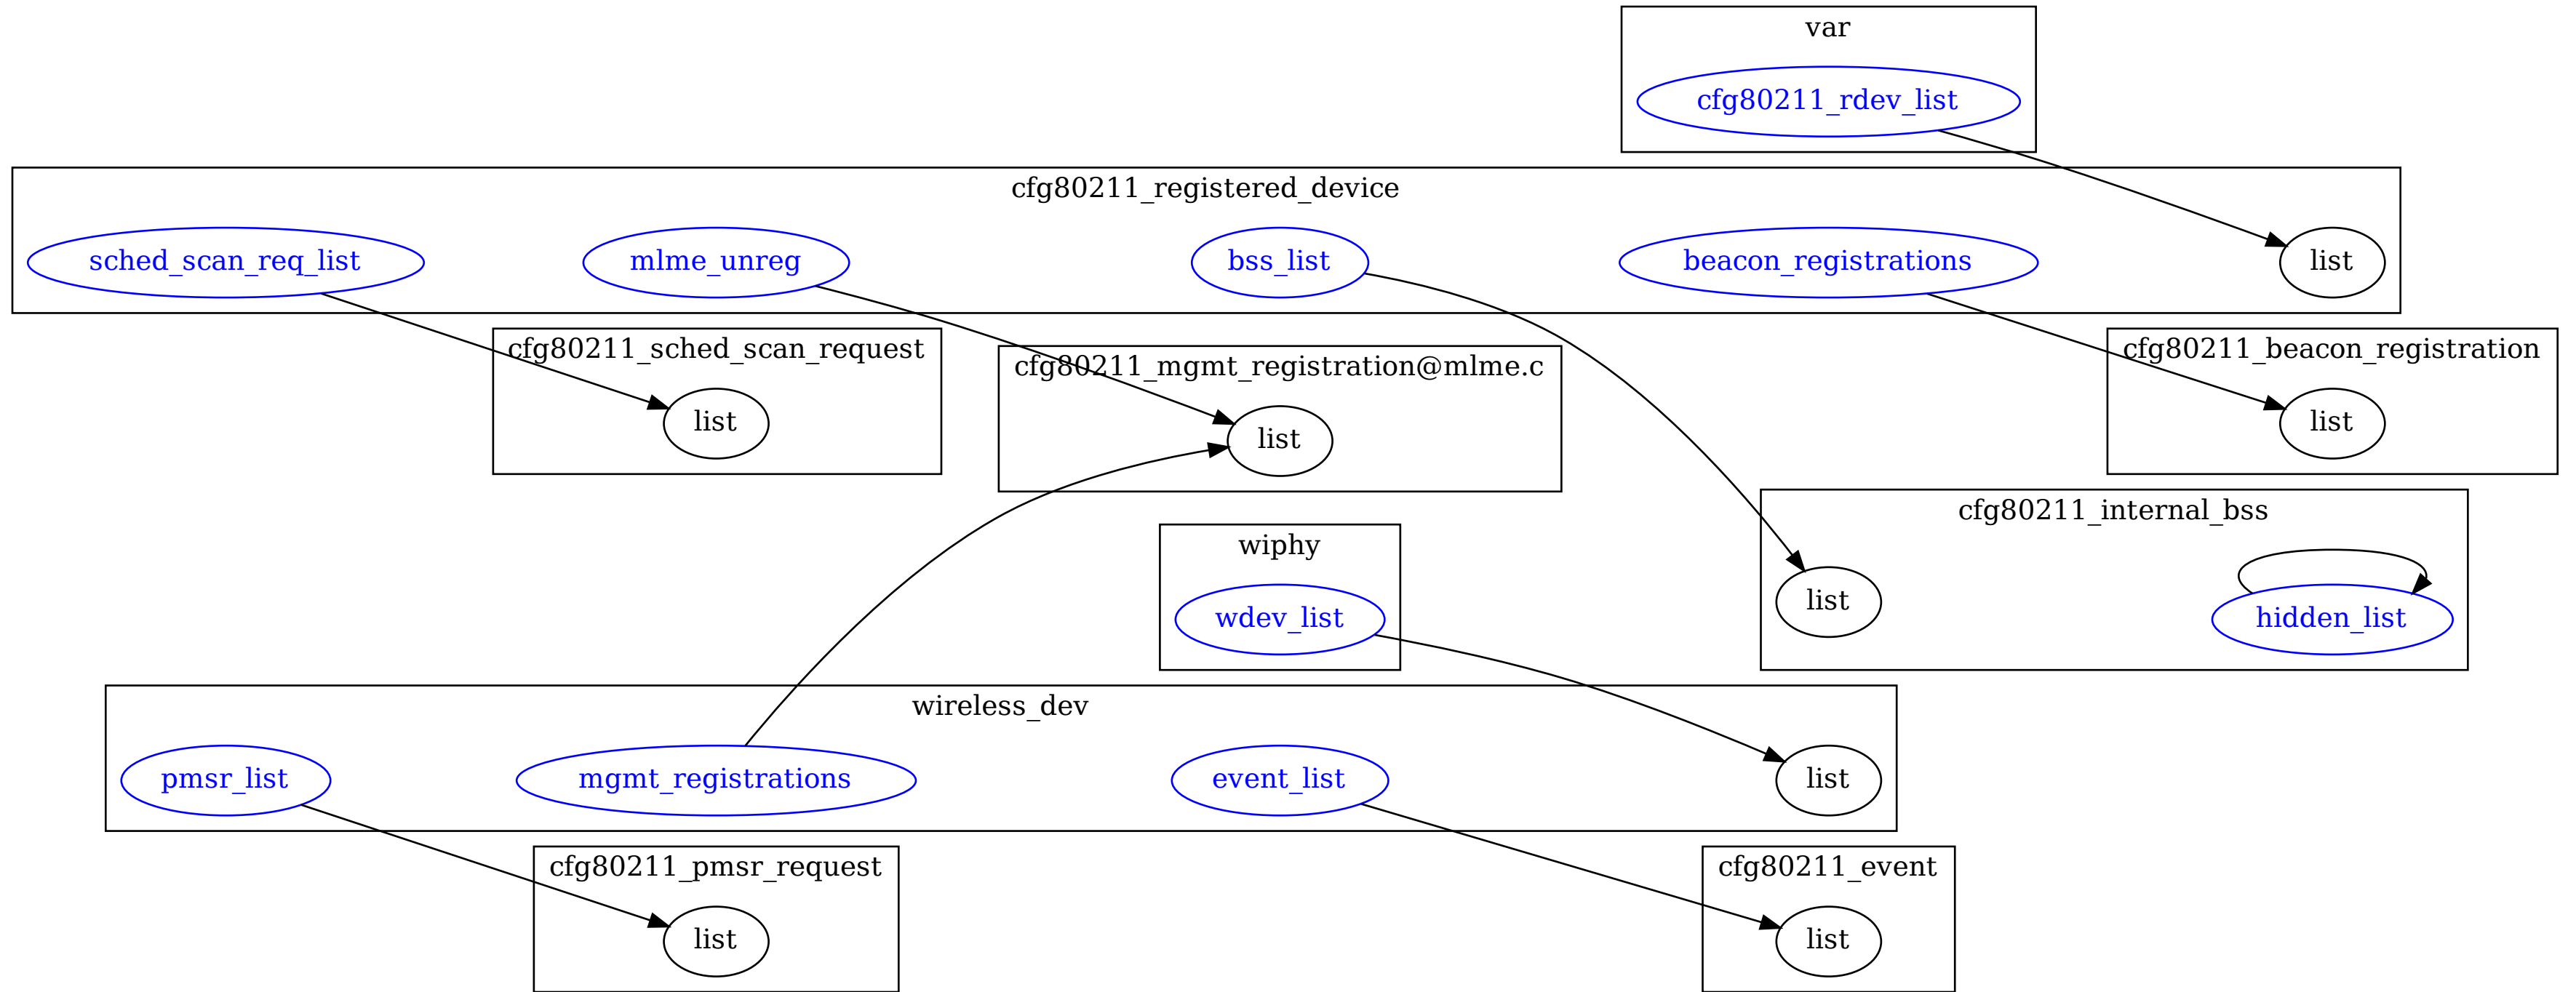 var
cfg80211_rdev_list
cfg80211_registered_device
sched_scan_req_list
mlme_unreg
bss_list
beacon_registrations
list
cfg80211_sched_scan_request
list
cfg80211_mgmt_registration@mlme.c
list
cfg80211_beacon_registration
list
cfg80211_internal_bss
list
hidden_list
wiphy
wdev_list
wireless_dev
pmsr_list
mgmt_registrations
event_list
list
cfg80211_pmsr_request
list
cfg80211_event
list